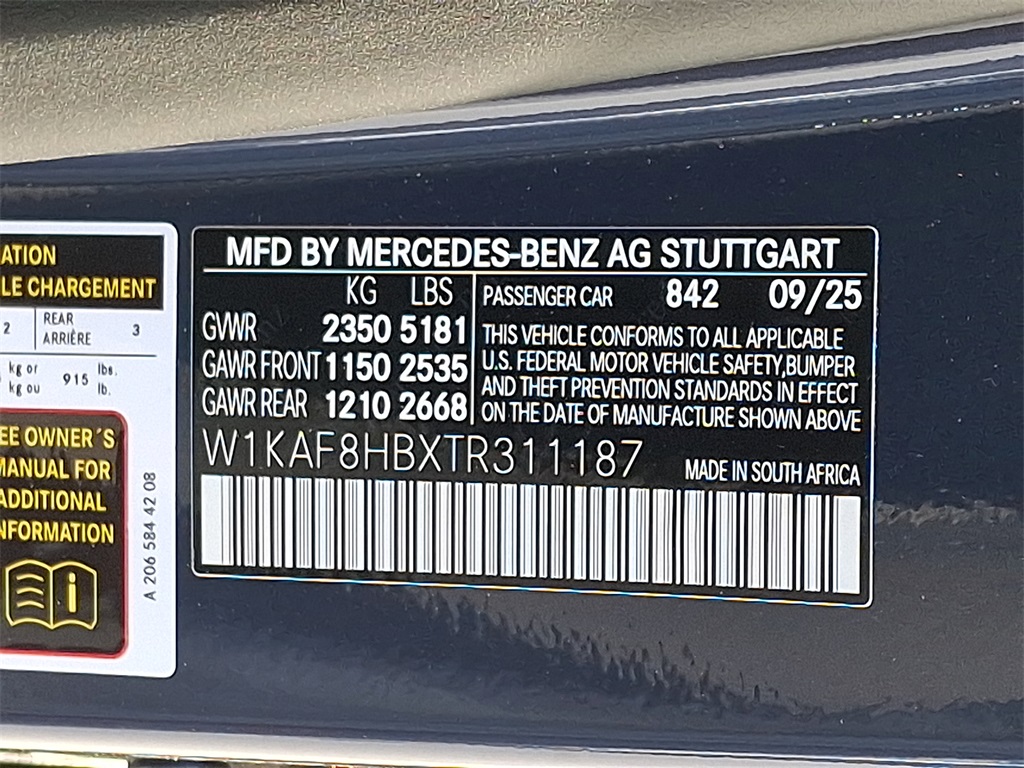 ATION
LE CHARGEMENT
2 REAR ARRIÈRE 3
kg or
kg ou 915 lbs. lb.
EE OWNER´S
MANUAL FOR
ADDITIONAL
NFORMATION
i
A 206 584 42 08
MFD BY MERCEDES-BENZ AG STUTTGART
KG LBS
GVWR 2350 5181
GAWR FRONT 1150 2535
GAWR REAR 1210 2668
PASSENGER CAR 842 09/25
THIS VEHICLE CONFORMS TO ALL APPLICABLE
U.S. FEDERAL MOTOR VEHICLE SAFETY,BUMPER
AND THEFT PREVENTION STANDARDS IN EFFECT
ON THE DATE OF MANUFACTURE SHOWN ABOVE
W1KAF8HBXTR311187
MADE IN SOUTH AFRICA